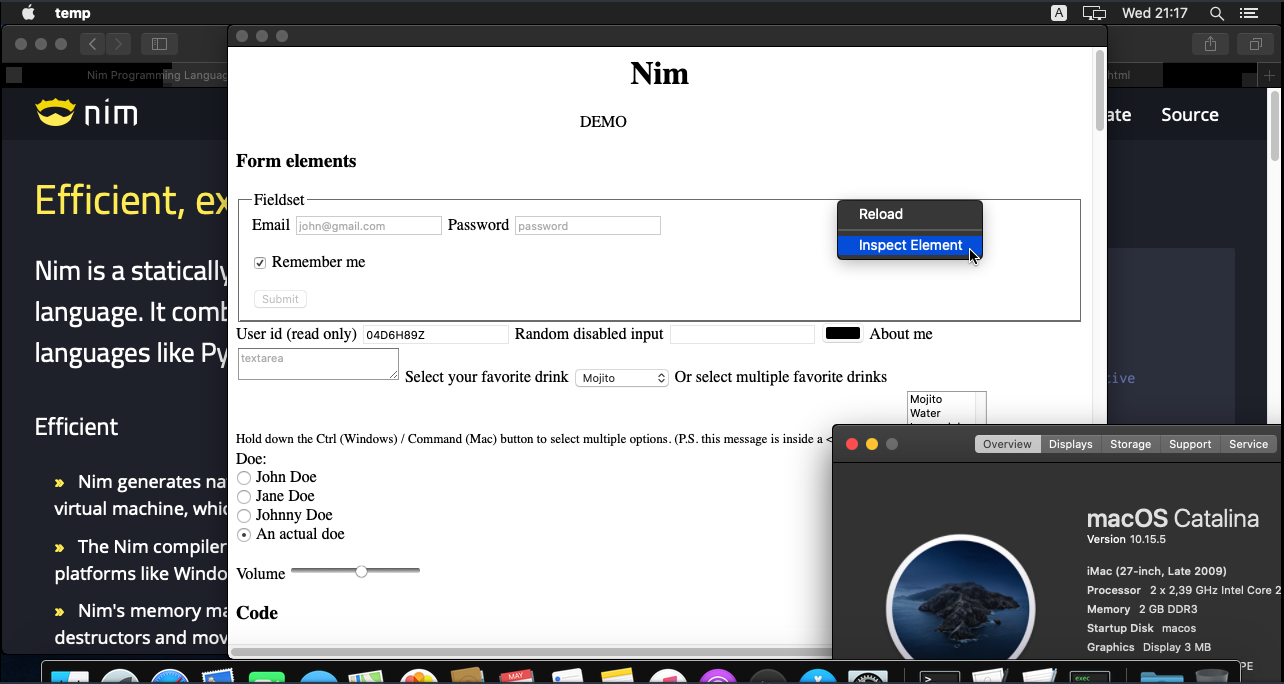 temp
A
Wed 21:17
Nim Programming Languag
html
nim
ate Source
Efficient, ex
Nim is a statically
language. It comb
languages like Py
Efficient
» Nim generates na
virtual machine, whic
» The Nim compiler
platforms like Windo
» Nim's memory ma
destructors and mov
tive
Nim
DEMO
Form elements
Fieldset
Email john@gmail.com Password password
Remember me
Submit
Reload
Inspect Element
User id (read only) 04D6H89Z Random disabled input About me
textarea
Select your favorite drink Mojito Or select multiple favorite drinks
Mojito
Water
Hold down the Ctrl (Windows) / Command (Mac) button to select multiple options. (P.S. this message is inside a <
Doe:
John Doe
Jane Doe
Johnny Doe
An actual doe
Volume
Code
Overview Displays Storage Support Service
macOS Catalina
Version 10.15.5
iMac (27-inch, Late 2009)
Processor 2 x 2,39 GHz Intel Core 2
Memory 2 GB DDR3
Startup Disk macos
Graphics Display 3 MB
PE
MAY
exec